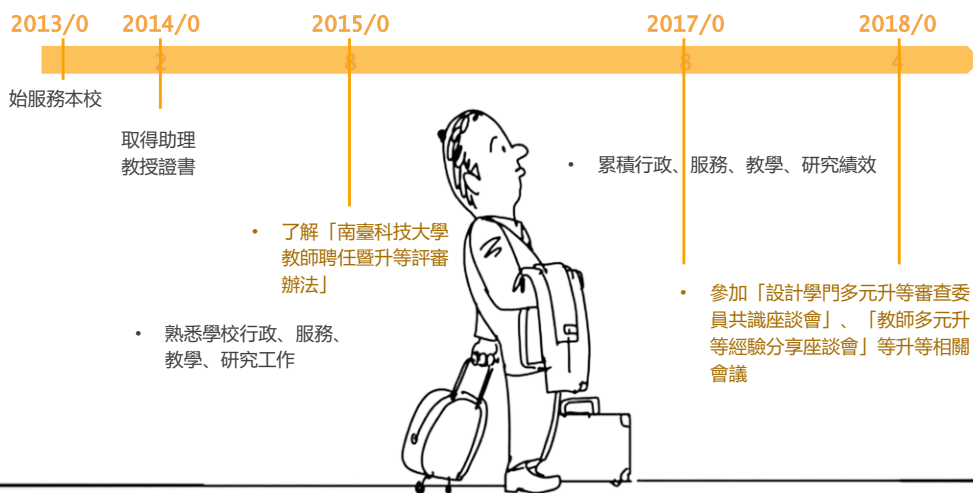 2013/0
2014/0
2015/0
2017/0
2018/0
2
8
8
4
始服務本校
取得助理
教授證書
• 累積行政、服務、教學、研究績效
• 了解「南臺科技大學
教師聘任暨升等評審
辦法」
• 熟悉學校行政、服務、
教學、研究工作
• 參加「設計學門多元升等審查委
員共識座談會」、「教師多元升
等經驗分享座談會」等升等相關
會議